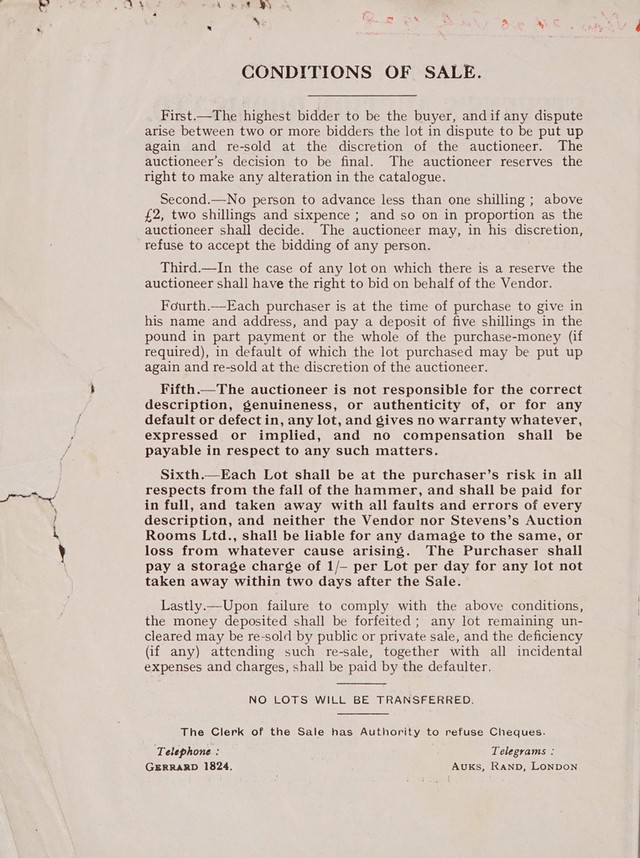 CONDITIONS OF SALE.
First.—The highest bidder to be the buyer, and if any dispute
arise between two or more bidders the lot in dispute to be put up
again and re-sold at the discretion of the auctioneer. The
auctioneer's decision to be final. The auctioneer reserves the
right to make any alteration in the catalogue.
Second.—No person to advance less than one shilling ; above
£2, two shillings and sixpence ; and so on in proportion as the
auctioneer shall decide. The auctioneer may, in his discretion,
refuse to accept the bidding of any person.
Third.—In the case of any lot on which there is a reserve the
auctioneer shall have the right to bid on behalf of the Vendor.
Fourth.—Each purchaser is at the time of purchase to give in
his name and address, and pay a deposit of five shillings in the
pound in part payment or the whole of the purchase-money (if
required), in default of which the lot purchased may be put up
again and re-sold at the discretion of the auctioneer.
Fifth.—The auctioneer is not responsible for the correct
description, genuineness, or authenticity of, or for any
default or defect in, any lot, and gives no warranty whatever,
expressed or implied, and no compensation shall be
payable in respect to any such matters.
Sixth.—Each Lot shall be at the purchaser's risk in all
respects from the fall of the hammer, and shall be paid for
in full, and taken away with all faults and errors of every
description, and neither the Vendor nor Stevens's Auction
Rooms Ltd., shall be liable for any damage to the same, or
loss from whatever cause arising. The Purchaser shall
pay a storage charge of 1/– per Lot per day for any lot not
taken away within two days after the Sale.
Lastly.—Upon failure to comply with the above conditions,
the money deposited shall be forfeited ; any lot remaining un-
cleared may be re-sold by public or private sale, and the deficiency
(if any) attending such re-sale, together with all incidental
expenses and charges, shall be paid by the defaulter.
NO LOTS WILL BE TRANSFERRED.
The Clerk of the Sale has Authority to refuse Cheques.
Telephone : Telegrams :
GERRARD 1824. AUKS, RAND, LONDON